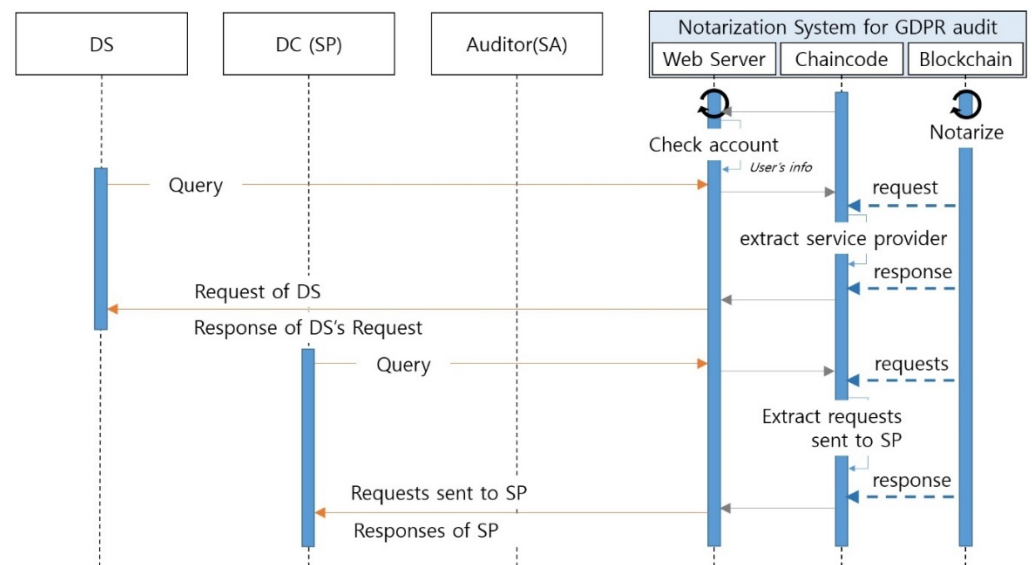 DS
DC (SP)
Auditor(SA)
Notarization System for GDPR audit
Web Server
Chaincode
Blockchain
Notarize
Check account
User's info
Query
request
extract service provider
response
Request of DS
Response of DS's Request
Query
requests
Extract requests
sent to SP
response
Requests sent to SP
Responses of SP